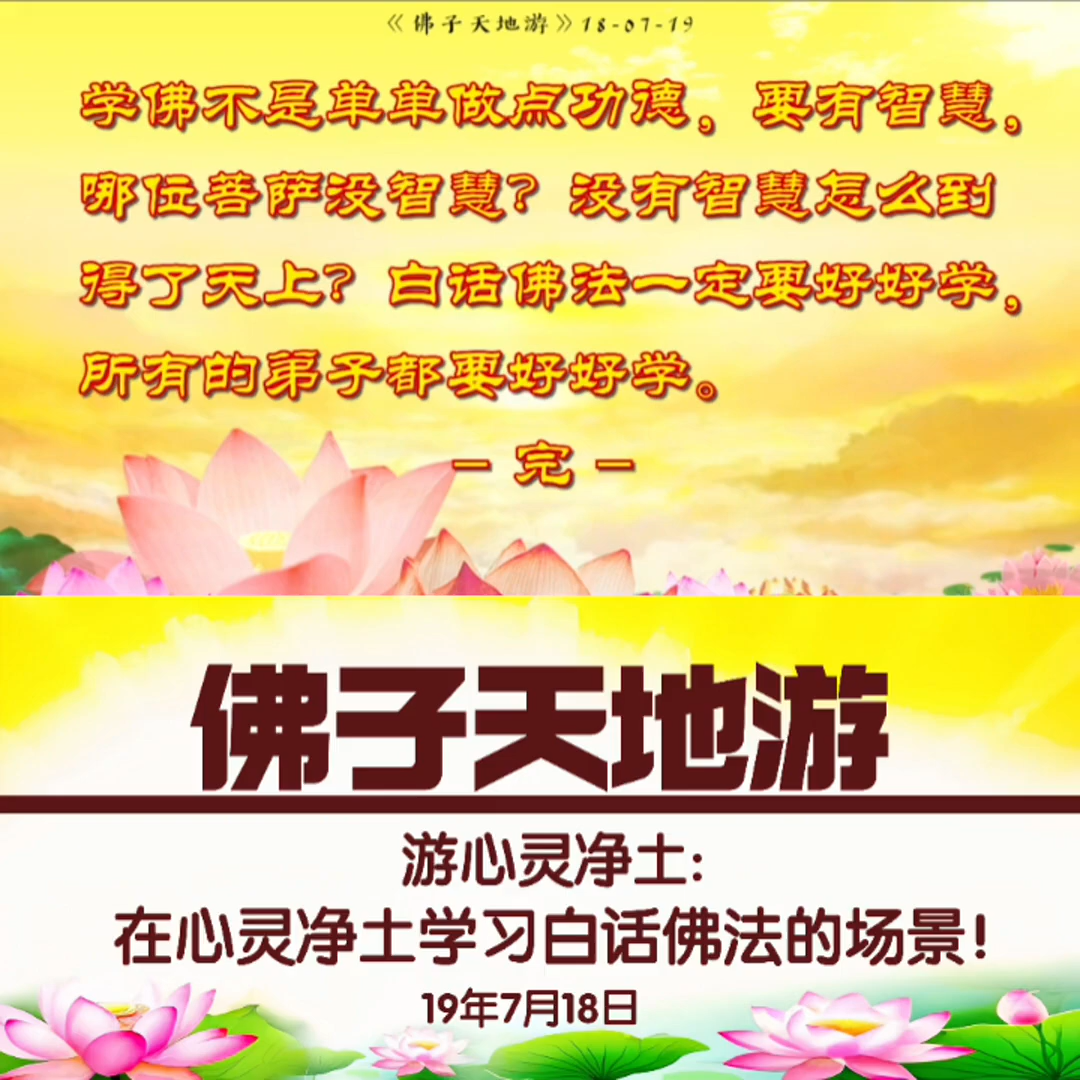 《佛子天地游》18-07-19
学佛不是单单做点功德，要有智慧，
哪位菩萨没智慧？没有智慧怎么到
得了天上？白话佛法一定要好好学，
所有的弟子都要好好学。
– 完 –
佛子天地游
游心灵净土：
在心灵净土学习白话佛法的场景！
19年7月18日